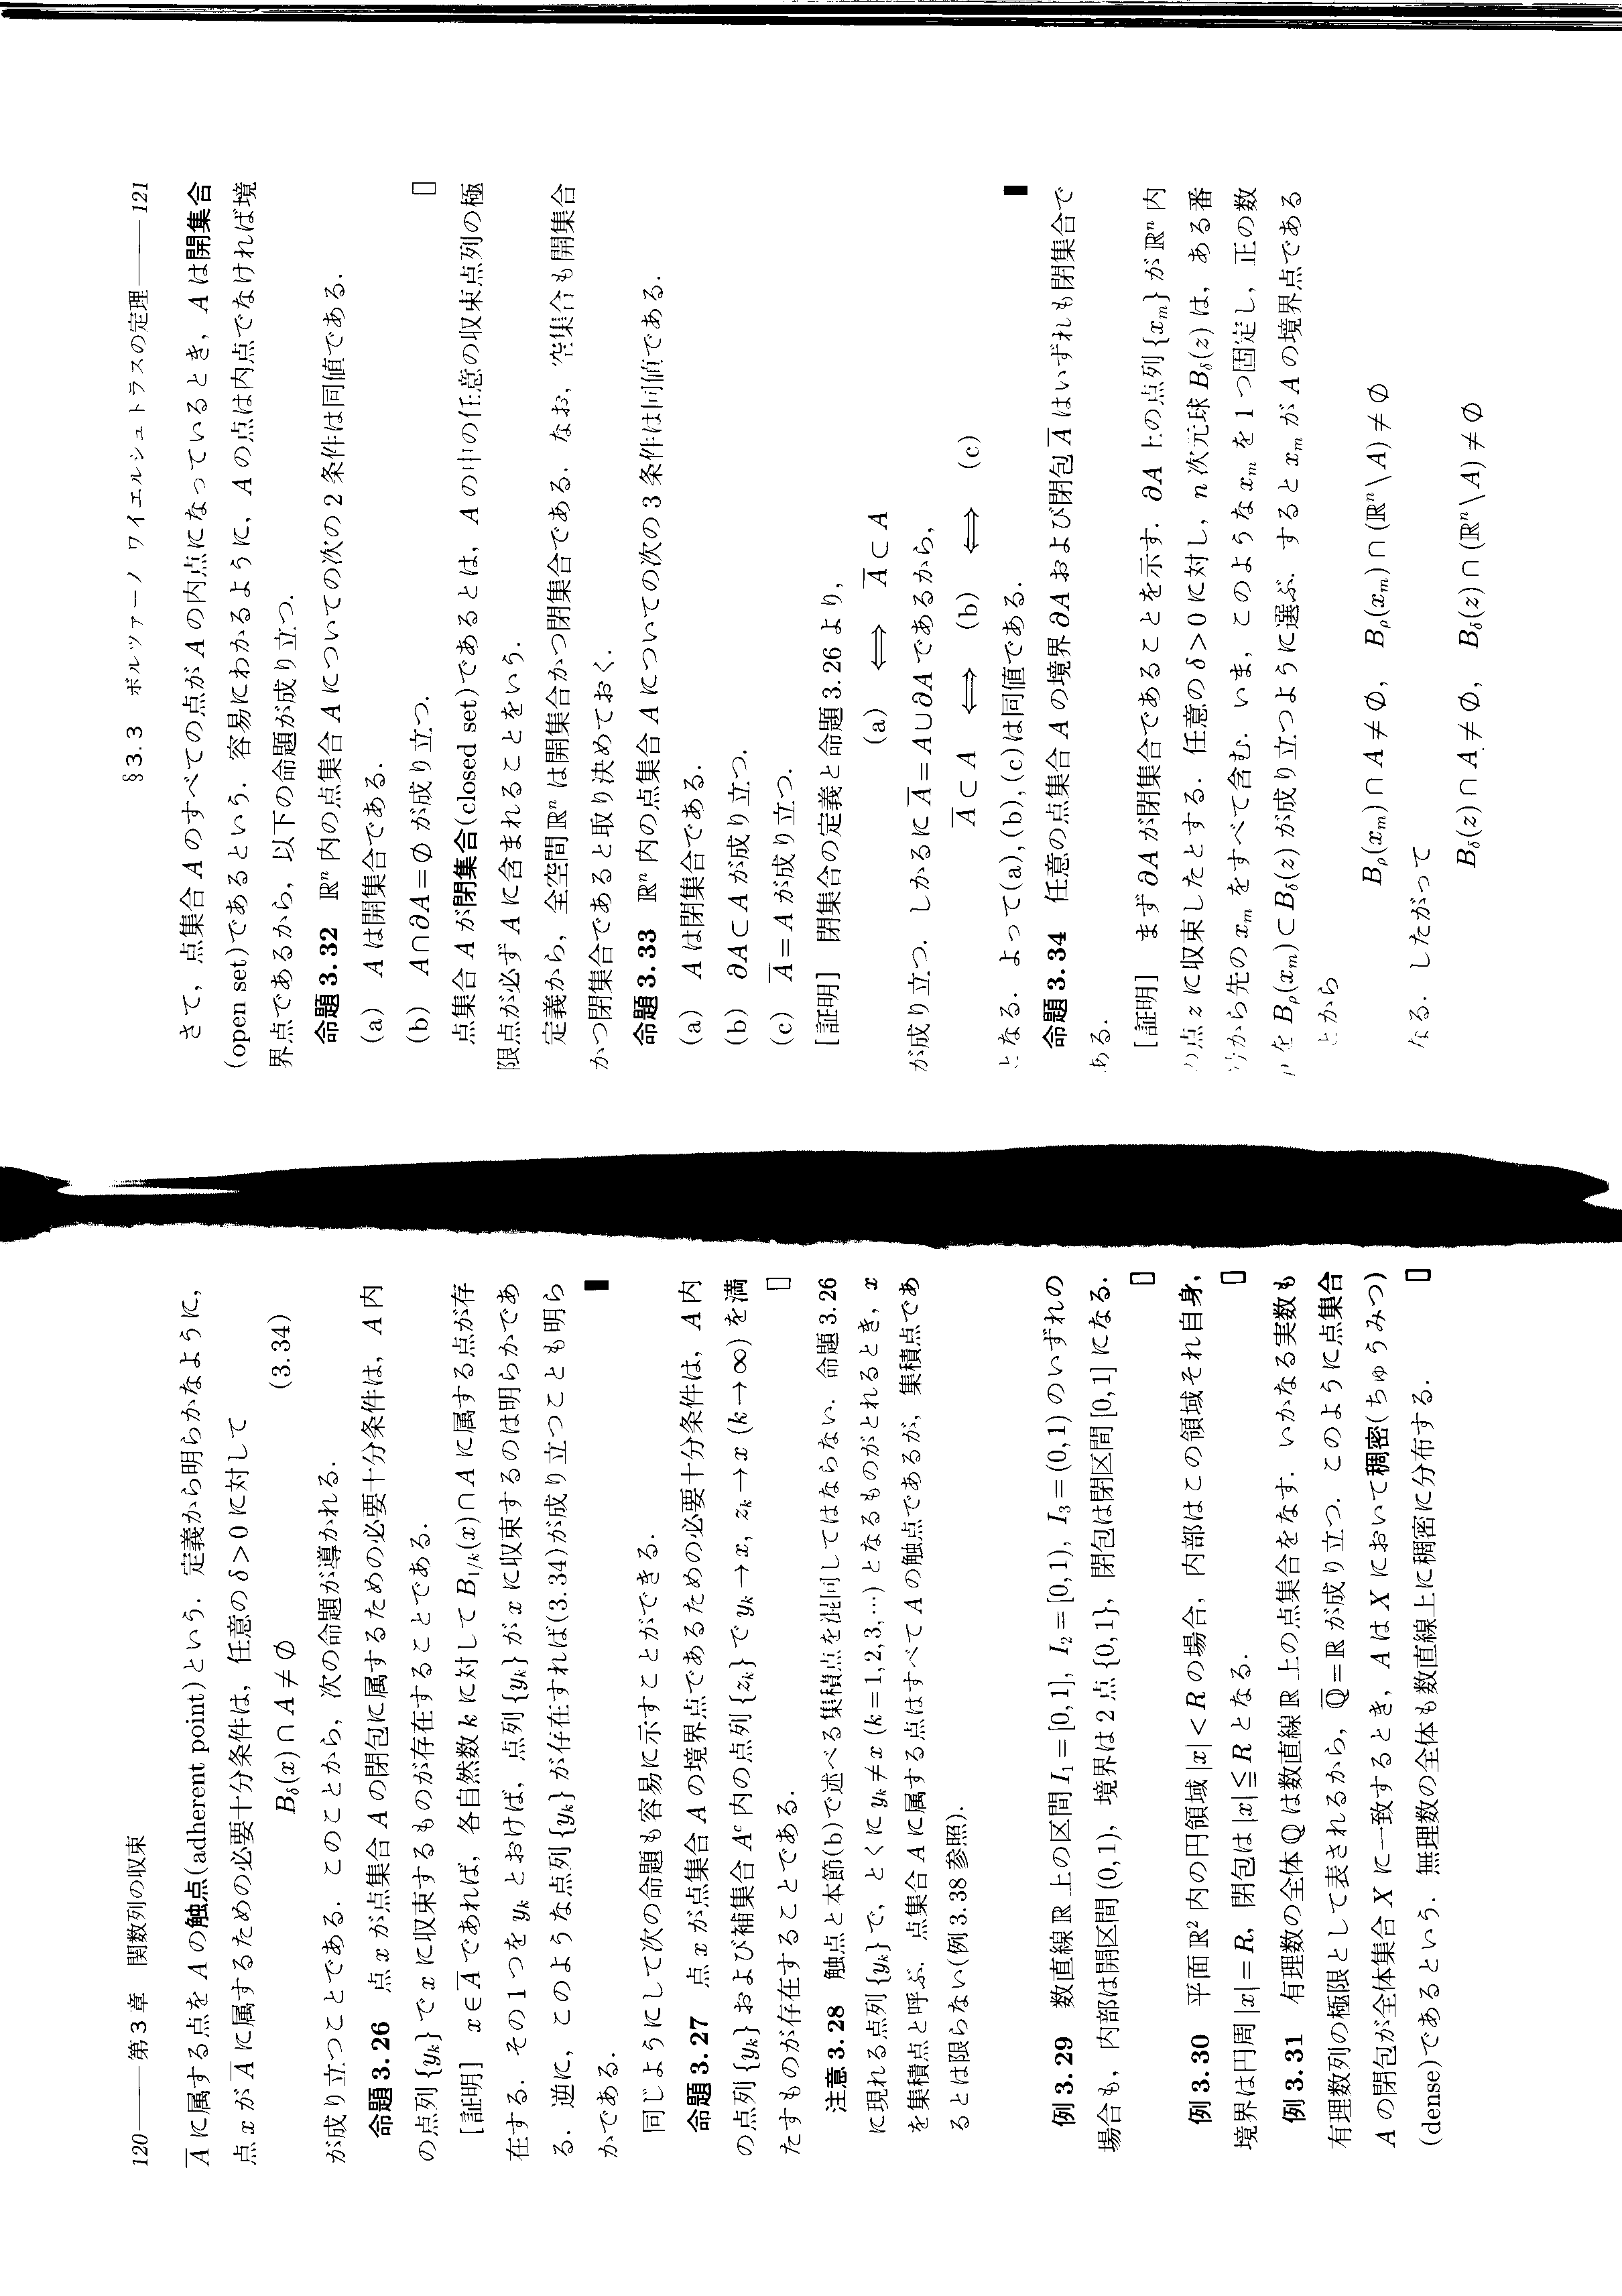 120——第3章 関数列の収束
$\overline{A}$ に属する点を A の触点(adherent point)という．定義から明らかなように，
点 x が $\overline{A}$ に属するための必要十分条件は，任意の δ>0 に対して
$B_\delta(x) \cap A \neq \emptyset$ (3.34)
が成り立つことである．このことから，次の命題が導かれる．
命題 3.26 点 x が点集合 A の閉包に属するための必要十分条件は，A 内
の点列 $\{y_k\}$ で x に収束するものが存在することである．
[証明] $x \in \overline{A}$ であれば，各自然数 k に対して $B_{1/k}(x) \cap A$ に属する点が存
在する．その1つを $y_k$ とおけば，点列 $\{y_k\}$ が x に収束するのは明らかであ
る．逆に，このような点列 $\{y_k\}$ が存在すれば(3.34)が成り立つことも明ら
かである． ■
同じようにして次の命題も容易に示すことができる．
命題 3.27 点 x が点集合 A の境界点であるための必要十分条件は，A 内
の点列 $\{y_k\}$ および補集合 $A^c$ 内の点列 $\{z_k\}$ で $y_k \to x$, $z_k \to x$ $(k \to \infty)$ を満
たすものが存在することである． □
注意 3.28 触点と本節(b)で述べる集積点を混同してはならない．命題 3.26
に現れる点列 $\{y_k\}$ で，とくに $y_k \neq x$ $(k=1,2,3,\cdots)$ となるものがとれるとき，x
を集積点と呼ぶ．点集合 A に属する点はすべて A の触点であるが，集積点であ
るとは限らない(例 3.38 参照)．
例 3.29 数直線 ℝ 上の区間 $I_1=[0,1]$, $I_2=[0,1)$, $I_3=(0,1)$ のいずれの
場合も，内部は開区間 (0,1)，境界は2点 {0,1}，閉包は閉区間 [0,1] になる．
□
例 3.30 平面 $\mathbb{R}^2$ 内の円領域 |x|<R の場合，内部はこの領域それ自身，
境界は円周 |x|=R，閉包は |x|≦R となる． □
例 3.31 有理数の全体 ℚ は数直線 ℝ 上の点集合をなす．いかなる実数も
有理数列の極限として表されるから，$\overline{\mathbb{Q}}=\mathbb{R}$ が成り立つ．このように点集合
A の閉包が全体集合 X に一致するとき，A は X において稠密(ちゅうみつ)
(dense)であるという．無理数の全体も数直線上に稠密に分布する． □
§3.3 ボルツァーノ-ワイエルシュトラスの定理——121
さて，点集合 A のすべての点が A の内点になっているとき，A は開集合
(open set)であるという．容易にわかるように，A の点は内点でなければ境
界点であるから，以下の命題が成り立つ．
命題 3.32 $\mathbb{R}^n$ 内の点集合 A についての次の2条件は同値である．
(a) A は開集合である．
(b) $A \cap \partial A = \emptyset$ が成り立つ． □
点集合 A が閉集合(closed set)であるとは，A の中の任意の収束点列の極
限点が必ず A に含まれることをいう．
定義から，全空間 $\mathbb{R}^n$ は開集合かつ閉集合である．なお，空集合も開集合
かつ閉集合であると取り決めておく．
命題 3.33 $\mathbb{R}^n$ 内の点集合 A についての次の3条件は同値である．
(a) A は閉集合である．
(b) $\partial A \subset A$ が成り立つ．
(c) $\overline{A}=A$ が成り立つ．
[証明] 閉集合の定義と命題 3.26 より，
(a) ⟺ $\overline{A} \subset A$
が成り立つ．しかるに $\overline{A}=A \cup \partial A$ であるから，
$\overline{A} \subset A$ ⟺ (b) ⟺ (c)
となる．よって(a),(b),(c)は同値である． ■
命題 3.34 任意の点集合 A の境界 ∂A および閉包 $\overline{A}$ はいずれも閉集合で
ある．
[証明] まず ∂A が閉集合であることを示す．∂A 上の点列 $\{x_m\}$ が $\mathbb{R}^n$ 内
の点 z に収束したとする．任意の δ>0 に対し，n 次元球 $B_\delta(z)$ は，ある番
号から先の $x_m$ をすべて含む．いま，このような $x_m$ を1つ固定し，正の数
ρ を $B_\rho(x_m) \subset B_\delta(z)$ が成り立つように選ぶ．すると $x_m$ が A の境界点である
ことから
$B_\rho(x_m) \cap A \neq \emptyset$, $B_\rho(x_m) \cap (\mathbb{R}^n \setminus A) \neq \emptyset$
なる．したがって
$B_\delta(z) \cap A \neq \emptyset$, $B_\delta(z) \cap (\mathbb{R}^n \setminus A) \neq \emptyset$